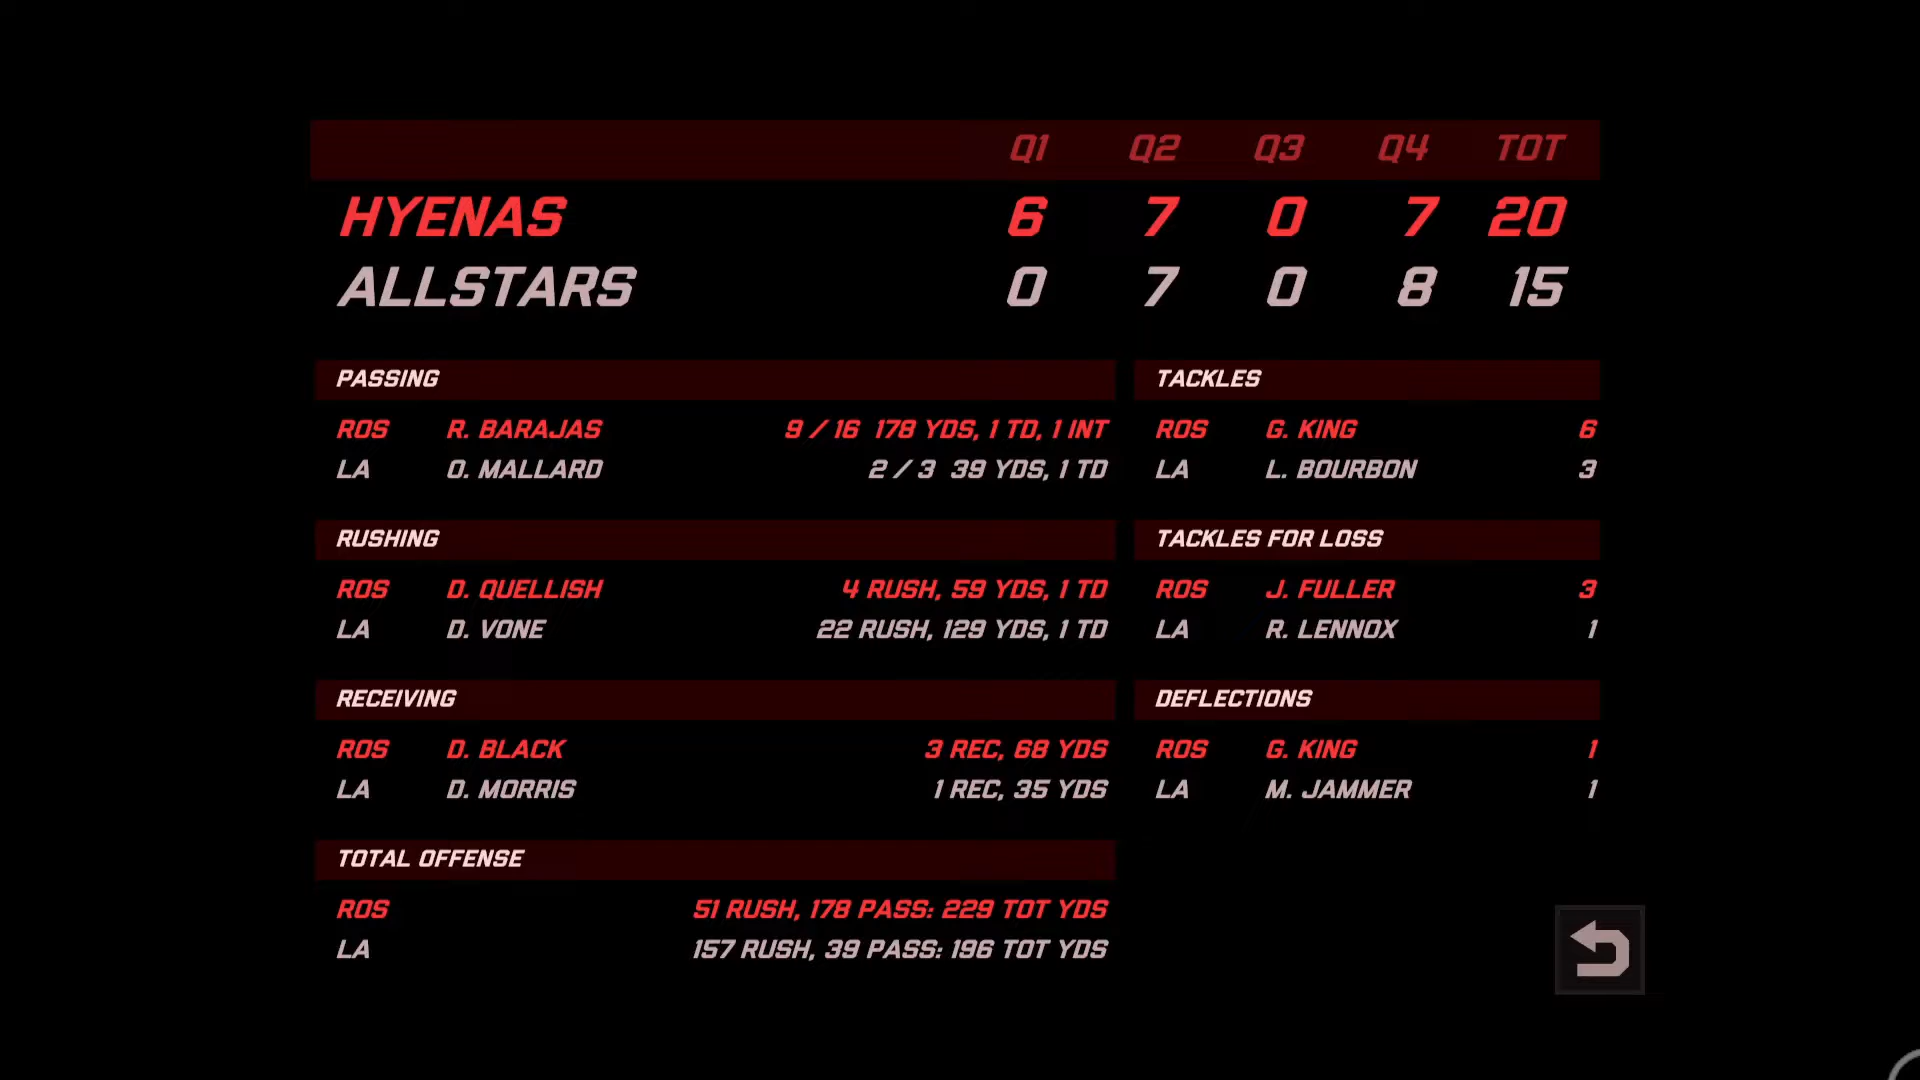 Q1 Q2 Q3 Q4 TOT
HYENAS 6 7 0 7 20
ALLSTARS 0 7 0 8 15
PASSING
ROS R. BARAJAS 9 / 16 178 YDS, 1 TD, 1 INT
LA O. MALLARD 2 / 3 39 YDS, 1 TD
RUSHING
ROS D. QUELLISH 4 RUSH, 59 YDS, 1 TD
LA D. VONE 22 RUSH, 129 YDS, 1 TD
RECEIVING
ROS D. BLACK 3 REC, 68 YDS
LA D. MORRIS 1 REC, 35 YDS
TOTAL OFFENSE
ROS 51 RUSH, 178 PASS: 229 TOT YDS
LA 157 RUSH, 39 PASS: 196 TOT YDS
TACKLES
ROS G. KING 6
LA L. BOURBON 3
TACKLES FOR LOSS
ROS J. FULLER 3
LA R. LENNOX 1
DEFLECTIONS
ROS G. KING 1
LA M. JAMMER 1